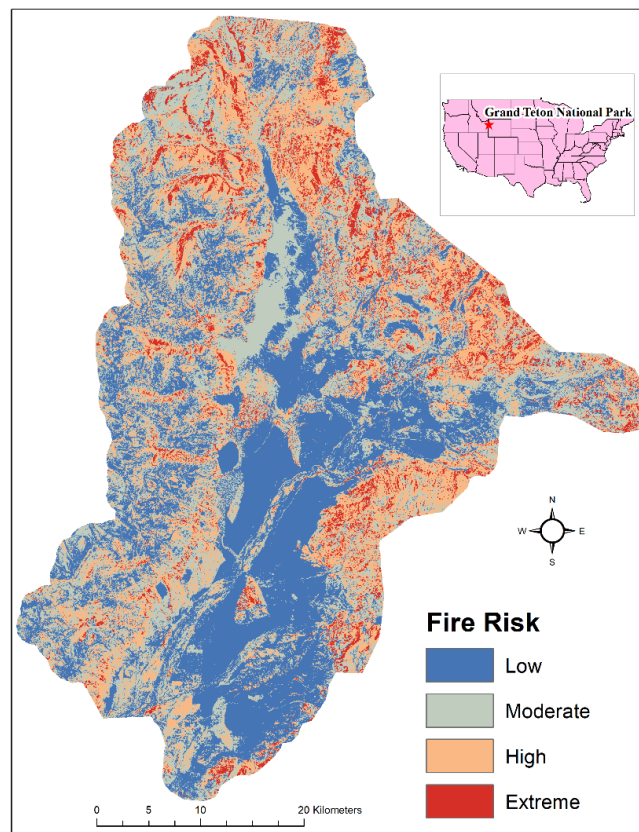 Grand Teton National Park
N
W E
S
Fire Risk
Low
Moderate
High
Extreme
0 5 10 20 Kilometers